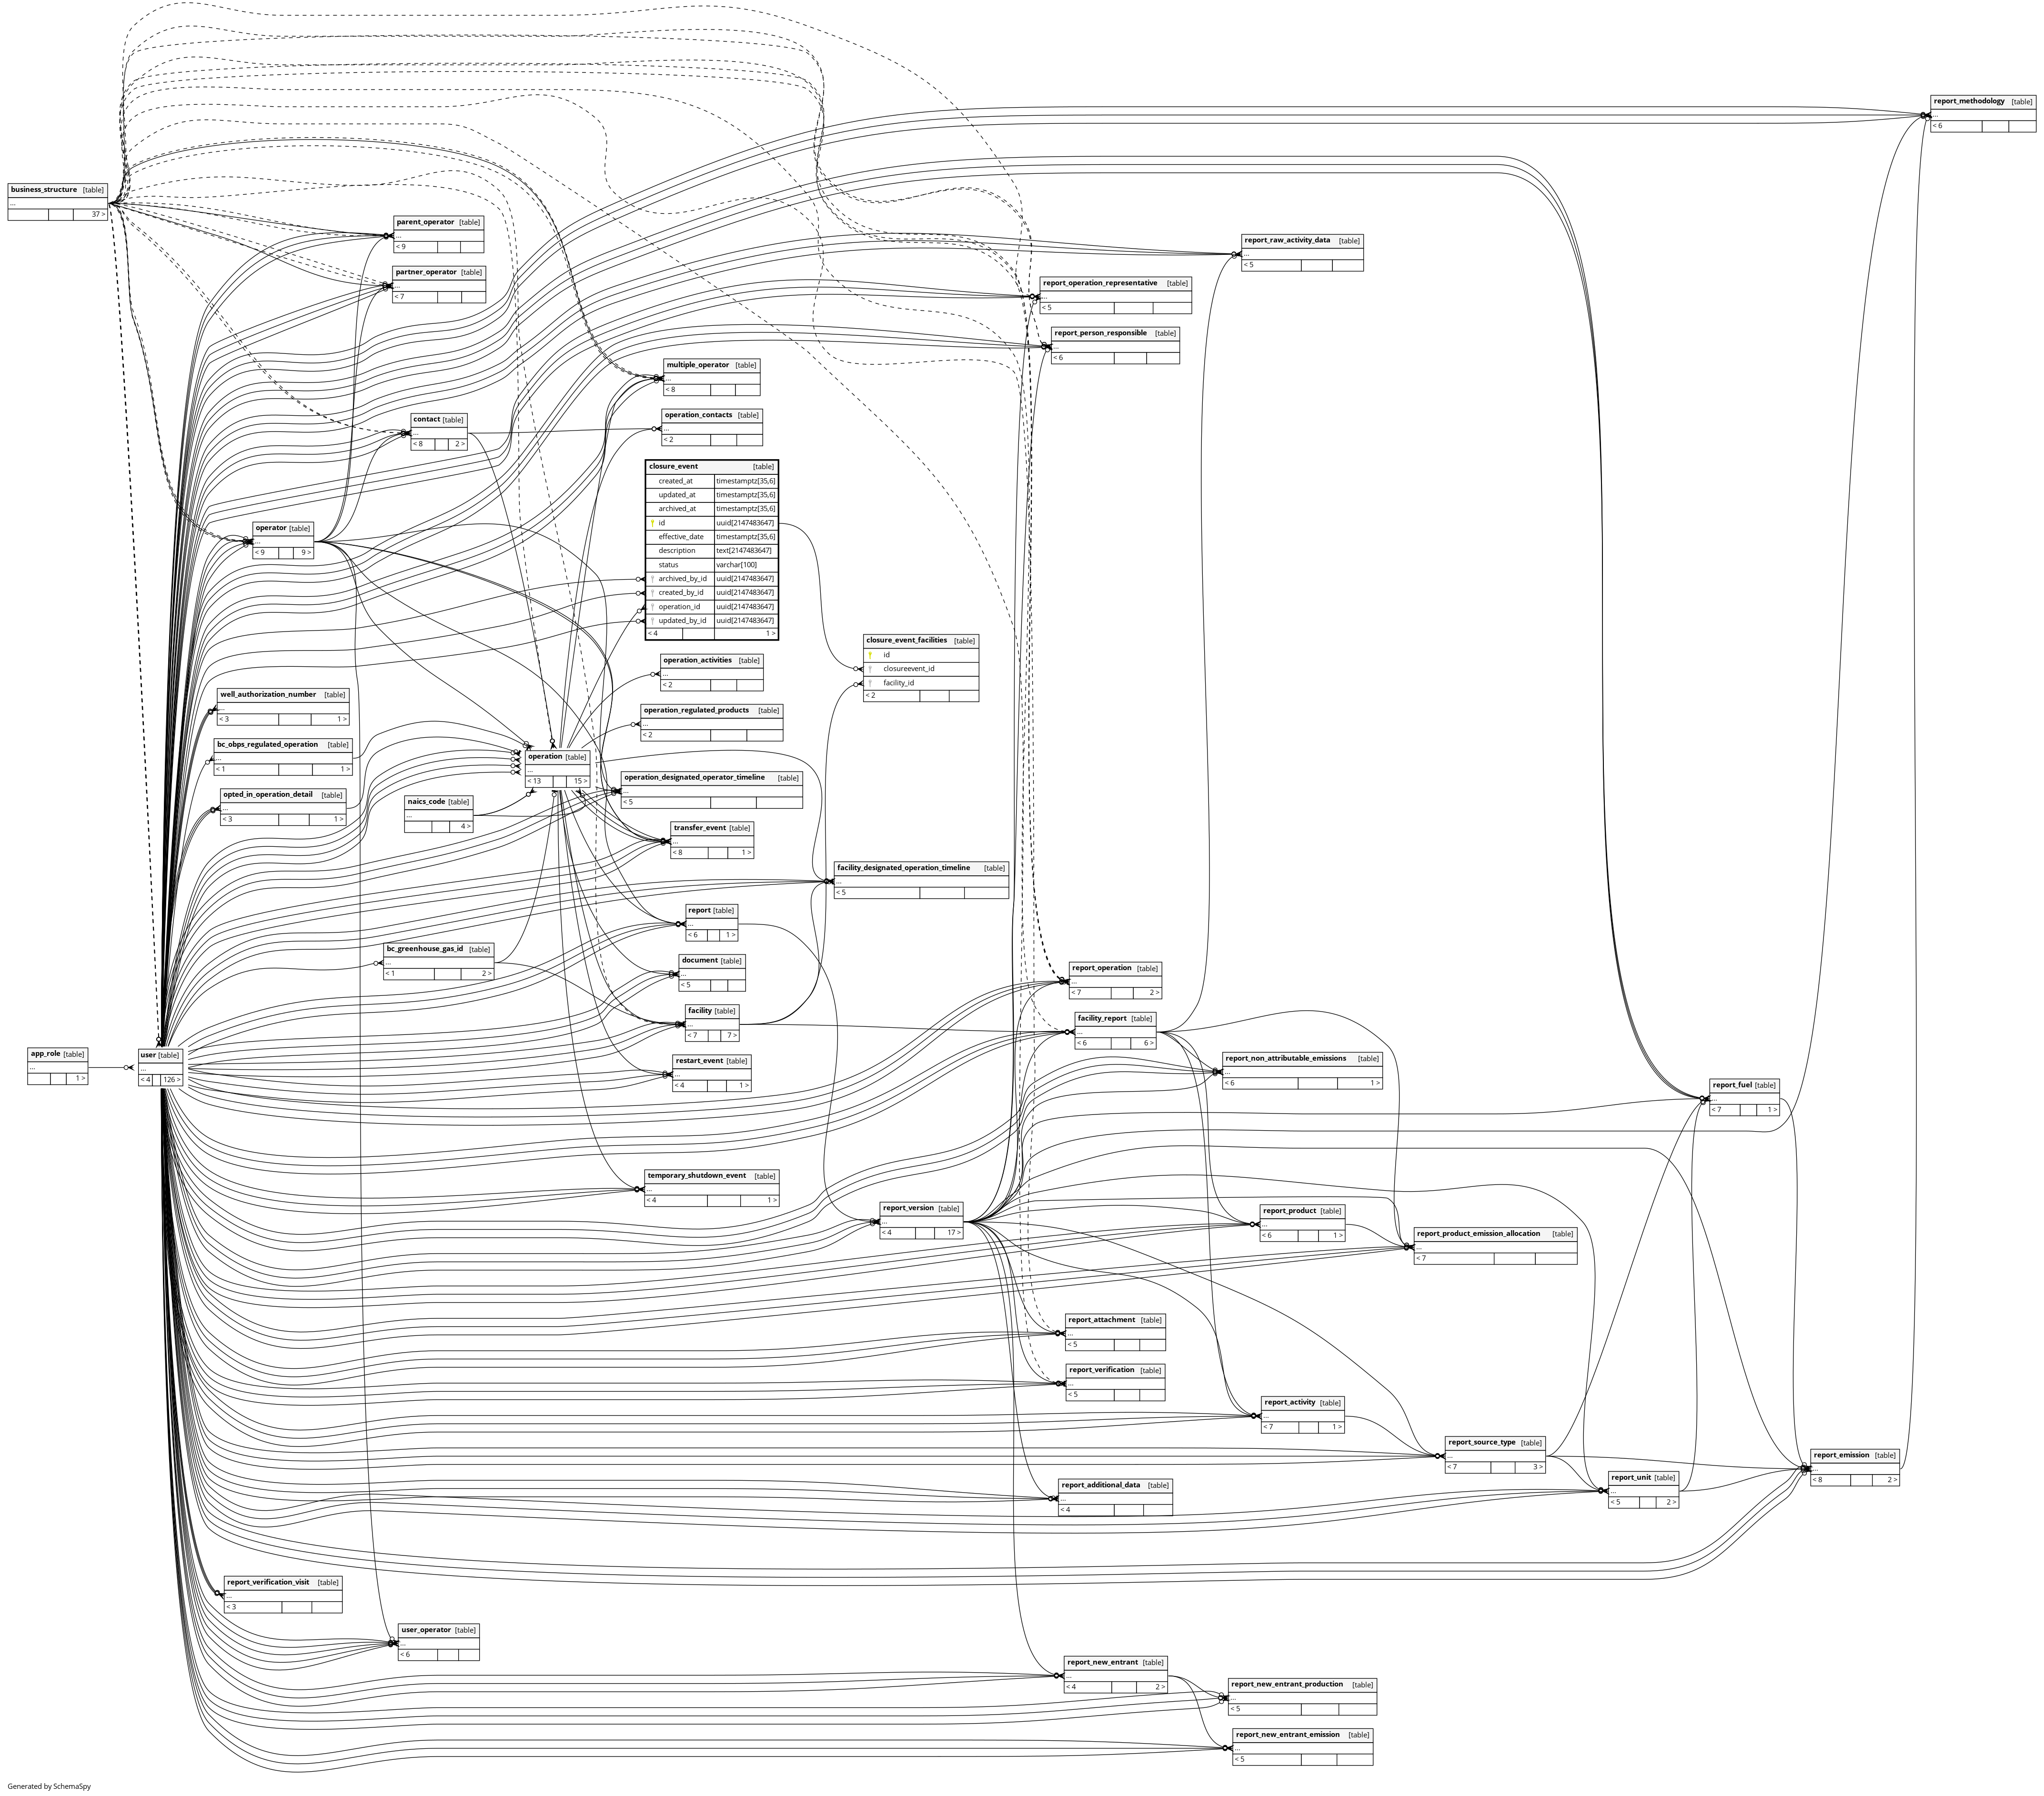 report_methodology [table]
...
< 6
business_structure [table]
...
37 >
parent_operator [table]
...
< 9
report_raw_activity_data [table]
...
< 5
partner_operator [table]
...
< 7
report_operation_representative [table]
...
< 5
report_person_responsible [table]
...
< 6
multiple_operator [table]
...
< 8
contact [table]
...
< 8 2 >
operation_contacts [table]
...
< 2
closure_event [table]
created_at timestamptz[35,6]
updated_at timestamptz[35,6]
archived_at timestamptz[35,6]
id uuid[2147483647]
effective_date timestamptz[35,6]
description text[2147483647]
status varchar[100]
archived_by_id uuid[2147483647]
created_by_id uuid[2147483647]
operation_id uuid[2147483647]
updated_by_id uuid[2147483647]
< 4 1 >
operator [table]
...
< 9 9 >
closure_event_facilities [table]
id
closureevent_id
facility_id
< 2
operation_activities [table]
...
< 2
well_authorization_number [table]
...
< 3 1 >
operation_regulated_products [table]
...
< 2
bc_obps_regulated_operation [table]
...
< 1 1 >
operation [table]
...
< 13 15 >
operation_designated_operator_timeline [table]
...
< 5
opted_in_operation_detail [table]
...
< 3 1 >
naics_code [table]
...
4 >
transfer_event [table]
...
< 8 1 >
facility_designated_operation_timeline [table]
...
< 5
report [table]
...
< 6 1 >
bc_greenhouse_gas_id [table]
...
< 1 2 >
document [table]
...
< 5
report_operation [table]
...
< 7 2 >
facility [table]
...
< 7 7 >
facility_report [table]
...
< 6 6 >
app_role [table]
...
1 >
user [table]
...
< 4 126 >
restart_event [table]
...
< 4 1 >
report_non_attributable_emissions [table]
...
< 6 1 >
report_fuel [table]
...
< 7 1 >
temporary_shutdown_event [table]
...
< 4 1 >
report_version [table]
...
< 4 17 >
report_product [table]
...
< 6 1 >
report_product_emission_allocation [table]
...
< 7
report_attachment [table]
...
< 5
report_verification [table]
...
< 5
report_activity [table]
...
< 7 1 >
report_source_type [table]
...
< 7 3 >
report_emission [table]
...
< 8 2 >
report_unit [table]
...
< 5 2 >
report_additional_data [table]
...
< 4
report_verification_visit [table]
...
< 3
user_operator [table]
...
< 6
report_new_entrant [table]
...
< 4 2 >
report_new_entrant_production [table]
...
< 5
report_new_entrant_emission [table]
...
< 5
Generated by SchemaSpy